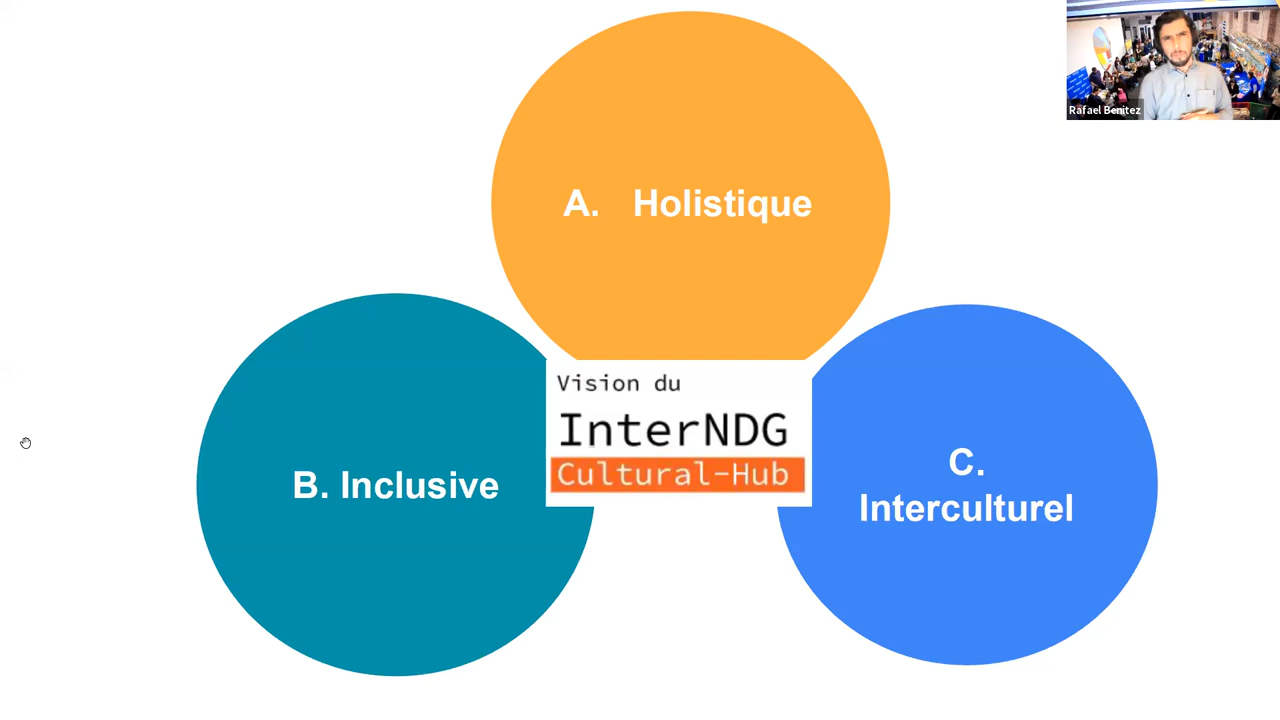 Rafael Benitez
A. Holistique
Vision du
InterNDG
Cultural-Hub
B. Inclusive
C.
Interculturel